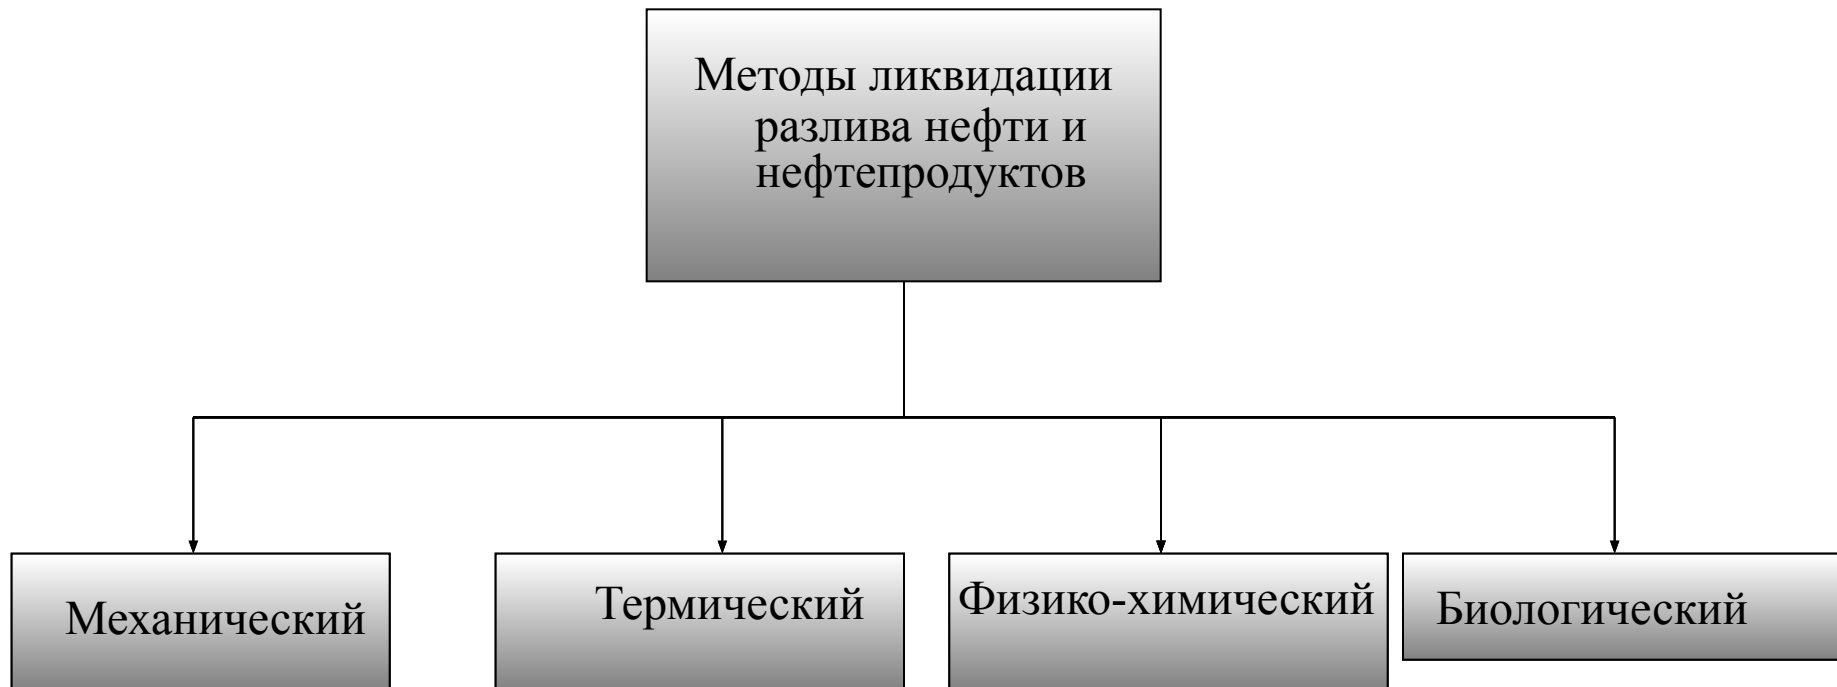 Методы ликвидации
разлива нефти и
нефтепродуктов
Механический
Термический
Физико-химический
Биологический